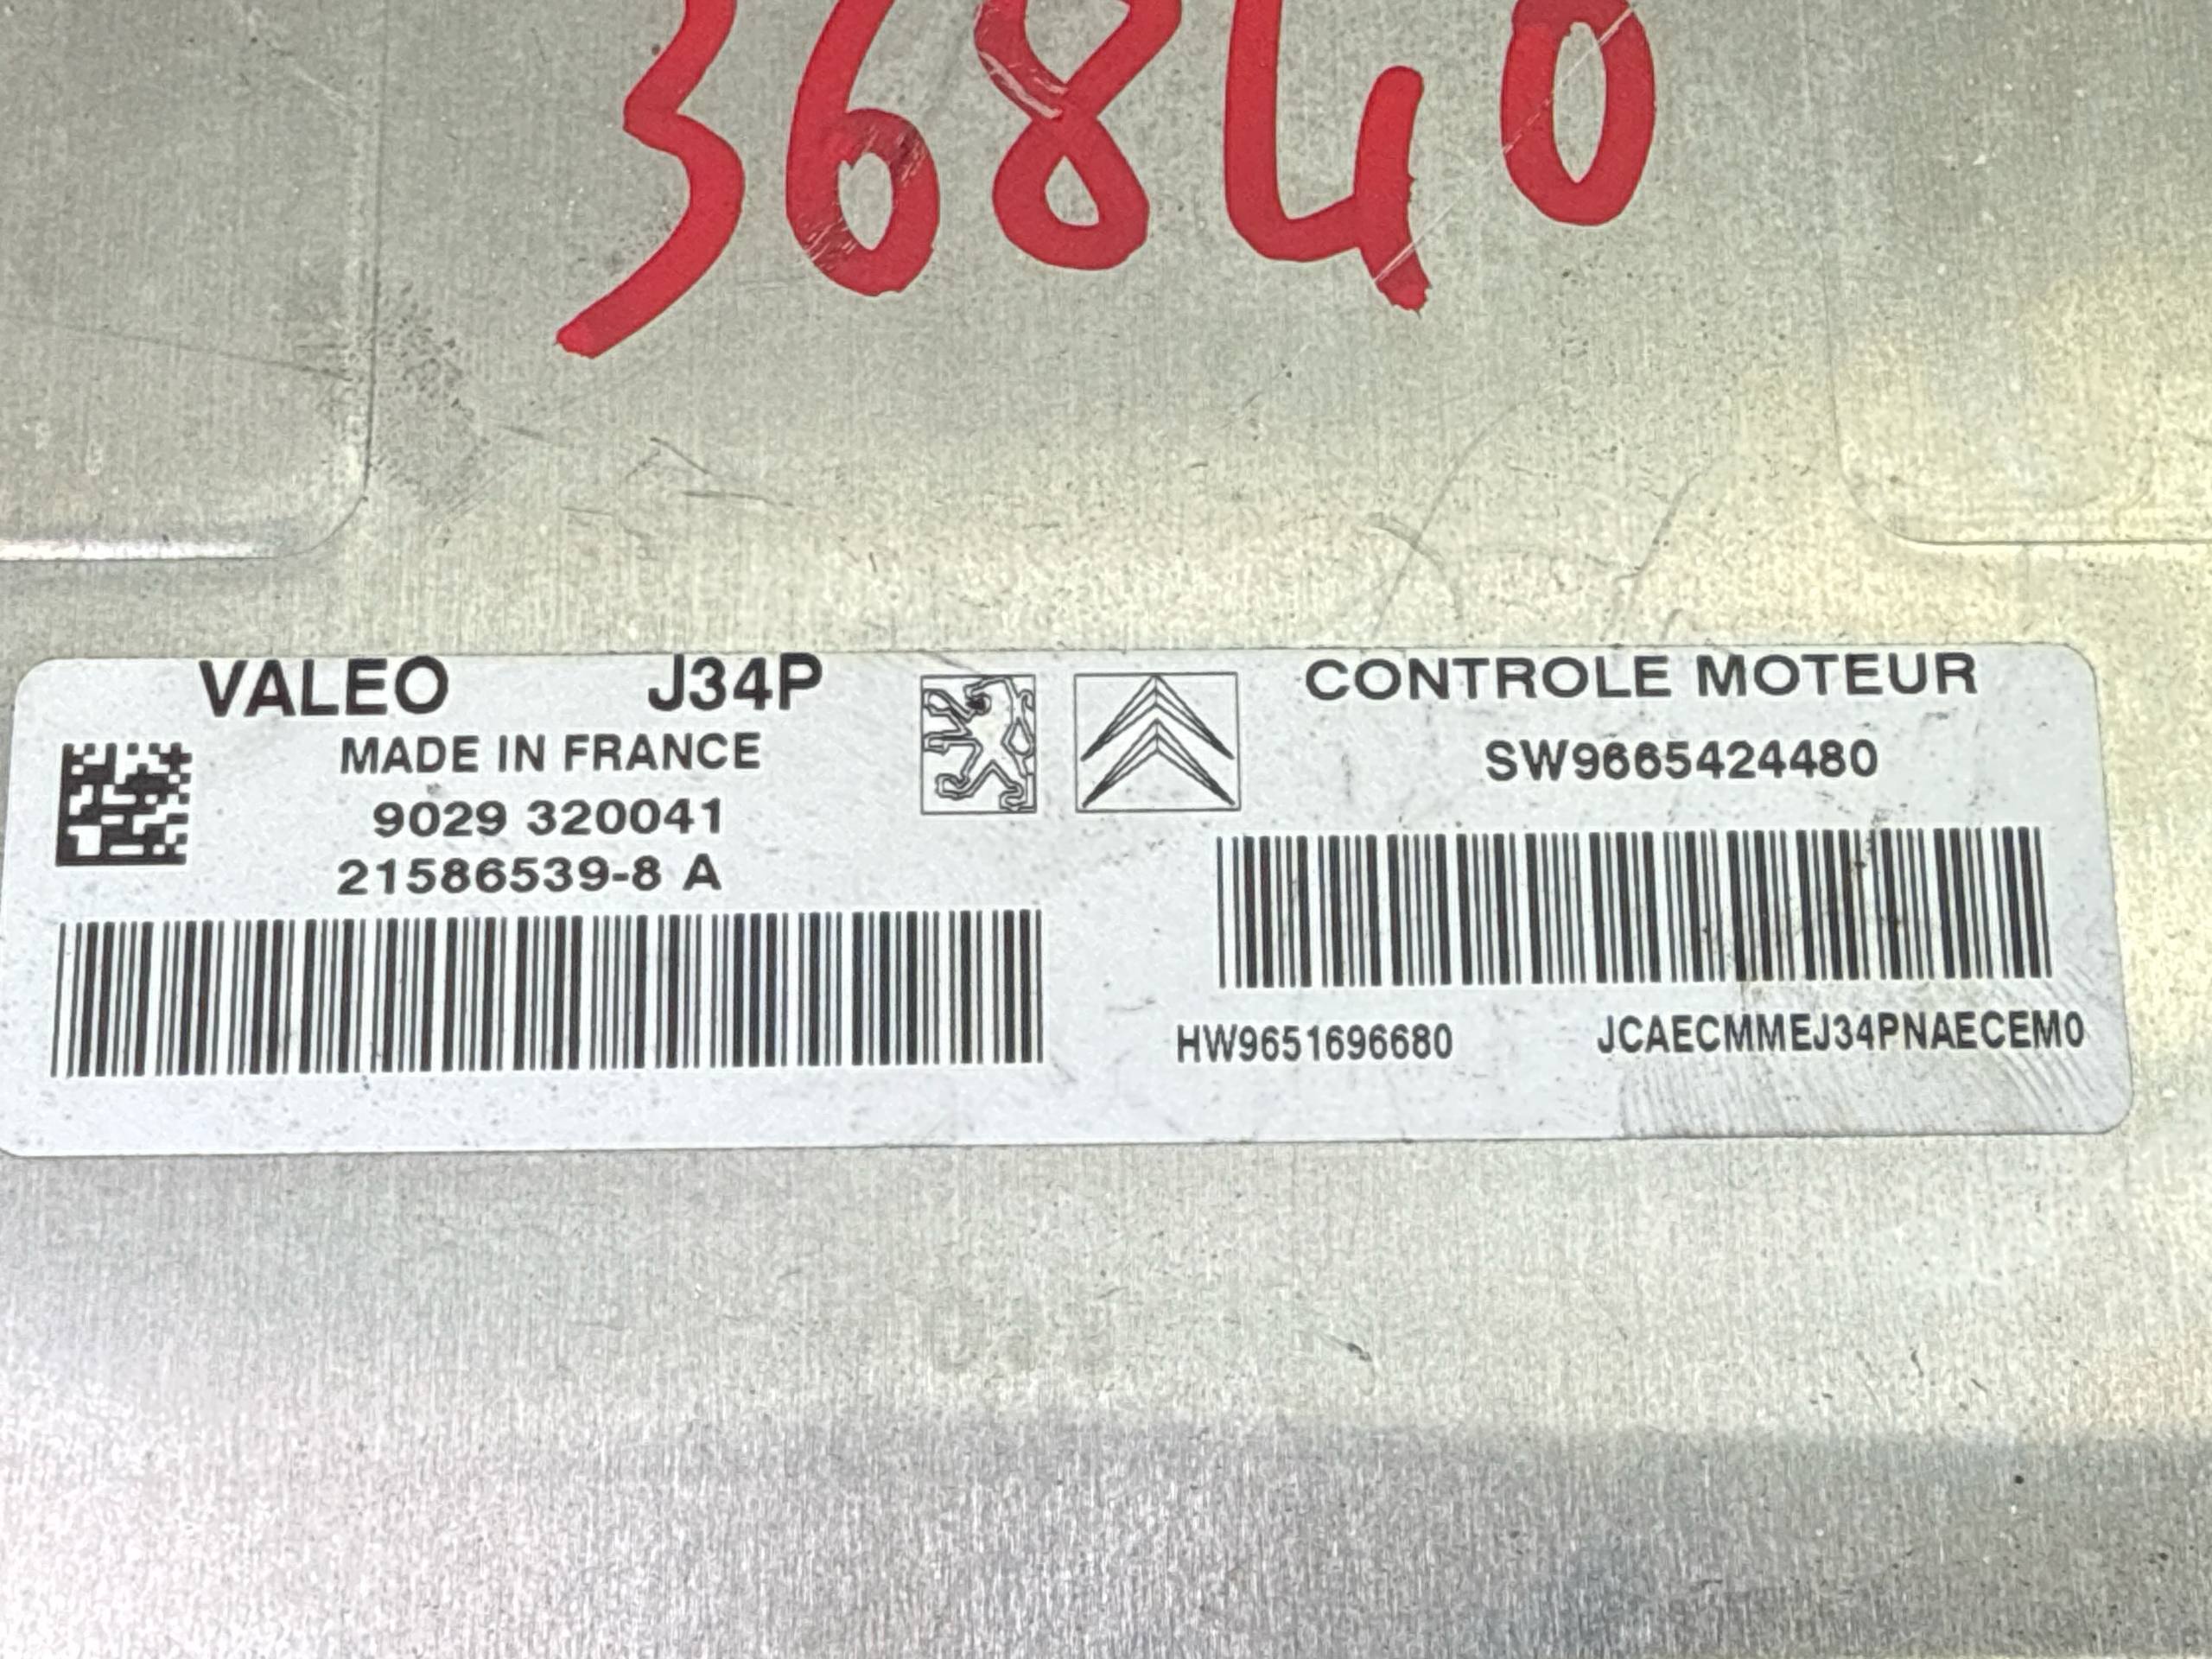 36840
VALEO J34P
MADE IN FRANCE
9029 320041
21586539-8 A
CONTROLE MOTEUR
SW9665424480
HW9651696680 JCAECMMEJ34PNAECEM0